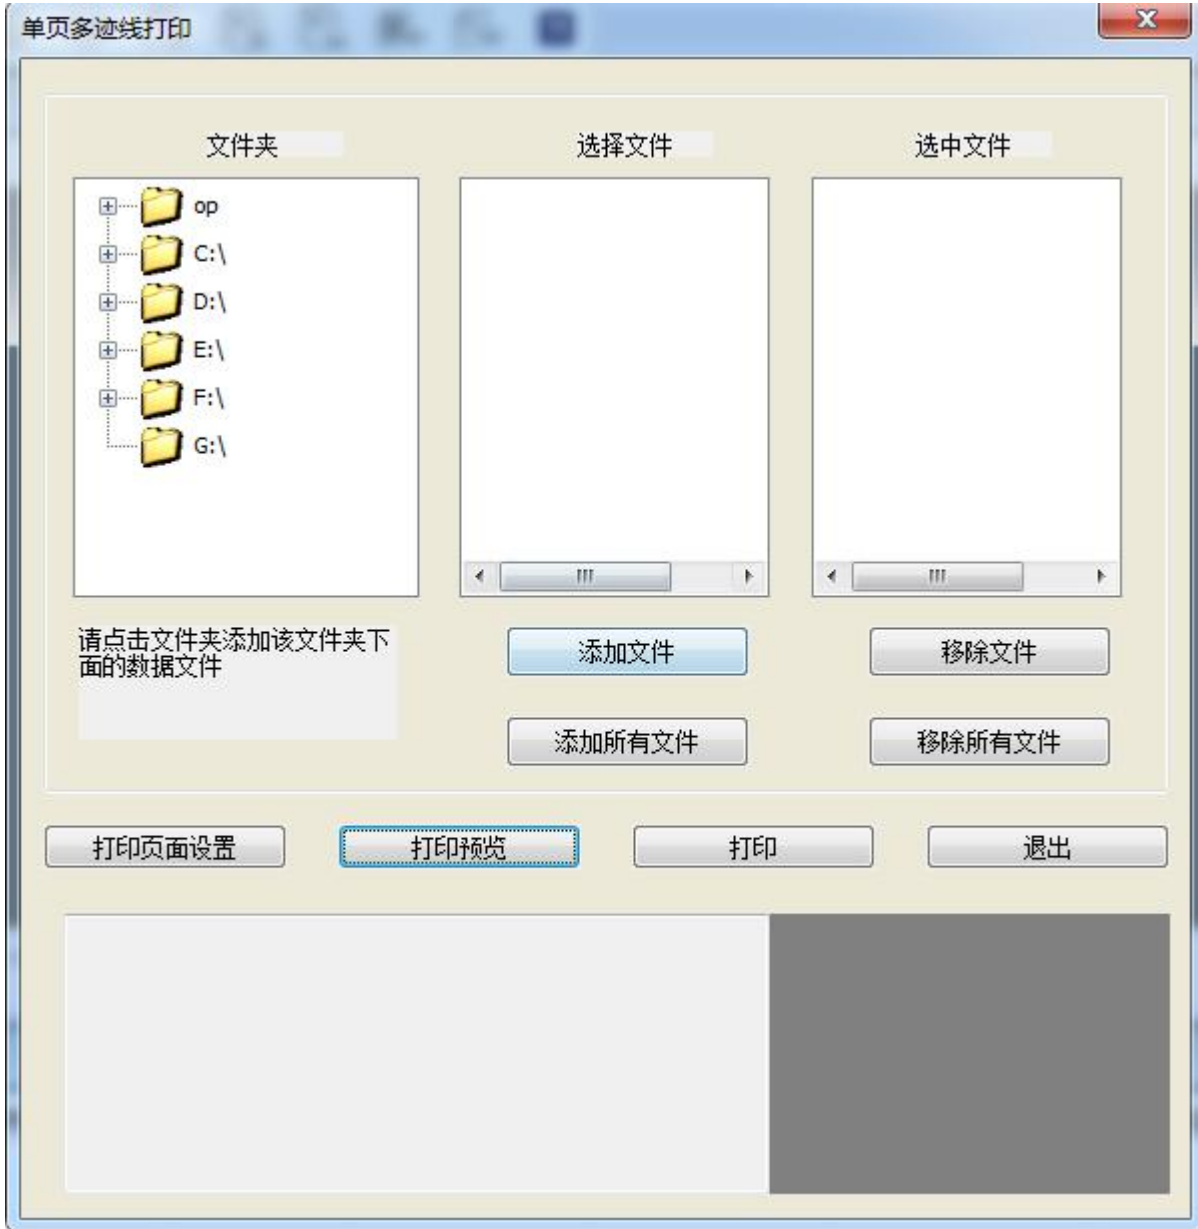 单页多迹线打印
文件夹
选择文件
选中文件
op
C:\
D:\
E:\
F:\
G:\
请点击文件夹添加该文件夹下
面的数据文件
添加文件
移除文件
添加所有文件
移除所有文件
打印页面设置
打印预览
打印
退出